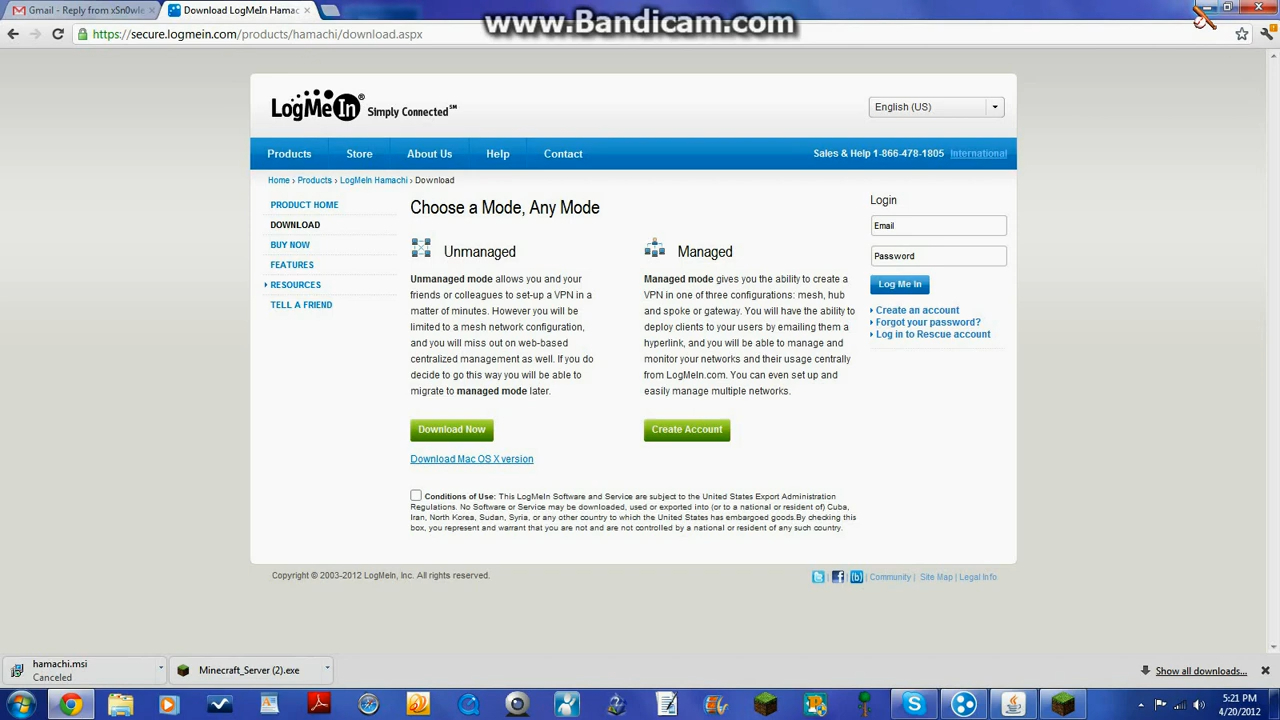 Gmail - Reply from xSn0wle
Download LogMeIn Hamac
www.Bandicam.com
https://secure.logmein.com/products/hamachi/download.aspx
LogMeIn® Simply Connected℠
English (US)
Products
Store
About Us
Help
Contact
Sales & Help 1-866-478-1805 International
Home › Products › LogMeIn Hamachi › Download
PRODUCT HOME
DOWNLOAD
BUY NOW
FEATURES
RESOURCES
TELL A FRIEND
Choose a Mode, Any Mode
Unmanaged
Unmanaged mode allows you and your
friends or colleagues to set-up a VPN in a
matter of minutes. However you will be
limited to a mesh network configuration,
and you will miss out on web-based
centralized management as well. If you do
decide to go this way you will be able to
migrate to managed mode later.
Download Now
Download Mac OS X version
Managed
Managed mode gives you the ability to create a
VPN in one of three configurations: mesh, hub
and spoke or gateway. You will have the ability to
deploy clients to your users by emailing them a
hyperlink, and you will be able to manage and
monitor your networks and their usage centrally
from LogMeIn.com. You can even set up and
easily manage multiple networks.
Create Account
Conditions of Use: This LogMeIn Software and Service are subject to the United States Export Administration
Regulations. No Software or Service may be downloaded, used or exported into (or to a national or resident of) Cuba,
Iran, North Korea, Sudan, Syria, or any other country to which the United States has embargoed goods.By checking this
box, you represent and warrant that you are not and are not controlled by a national or resident of any such country.
Login
Email
Password
Log Me In
Create an account
Forgot your password?
Log in to Rescue account
Copyright © 2003-2012 LogMeIn, Inc. All rights reserved.
Community | Site Map | Legal Info
hamachi.msi
Canceled
Minecraft_Server (2).exe
Show all downloads...
5:21 PM
4/20/2012